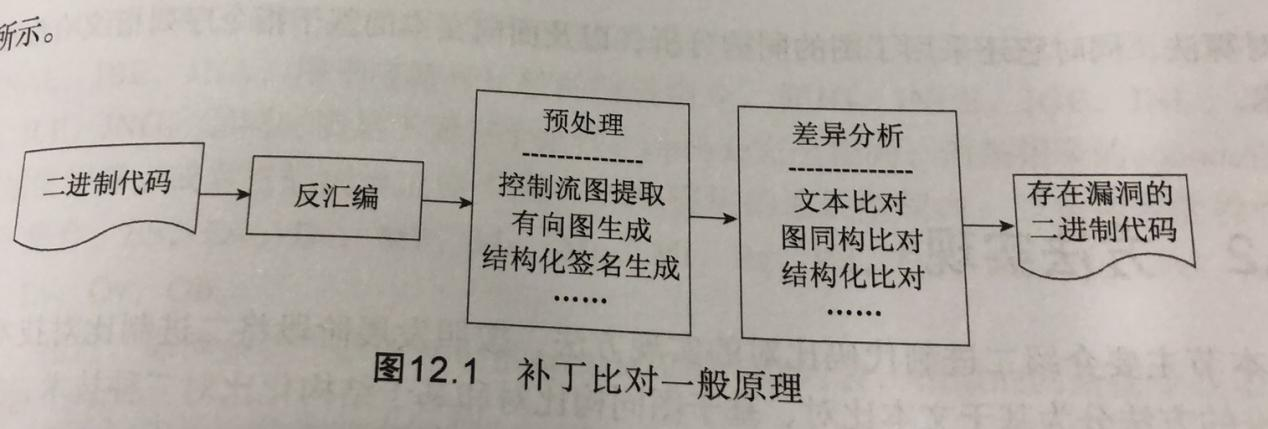 所示。
二进制代码
反汇编
预处理
控制流图提取
有向图生成
结构化签名生成
……
差异分析
文本比对
图同构比对
结构化比对
……
存在漏洞的
二进制代码
图12.1 补丁比对一般原理